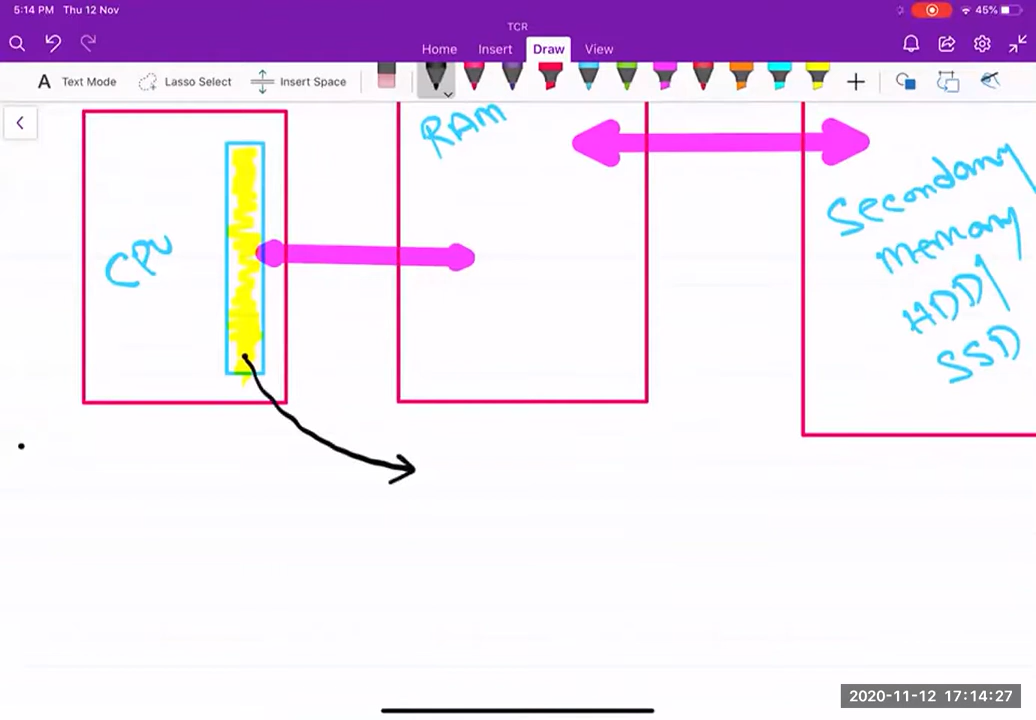 5:14 PM Thu 12 Nov
45%
TCR
Home Insert Draw View
A Text Mode Lasso Select Insert Space
RAM
CPU
Secondary
memory
HDD/
SSD
2020-11-12 17:14:27